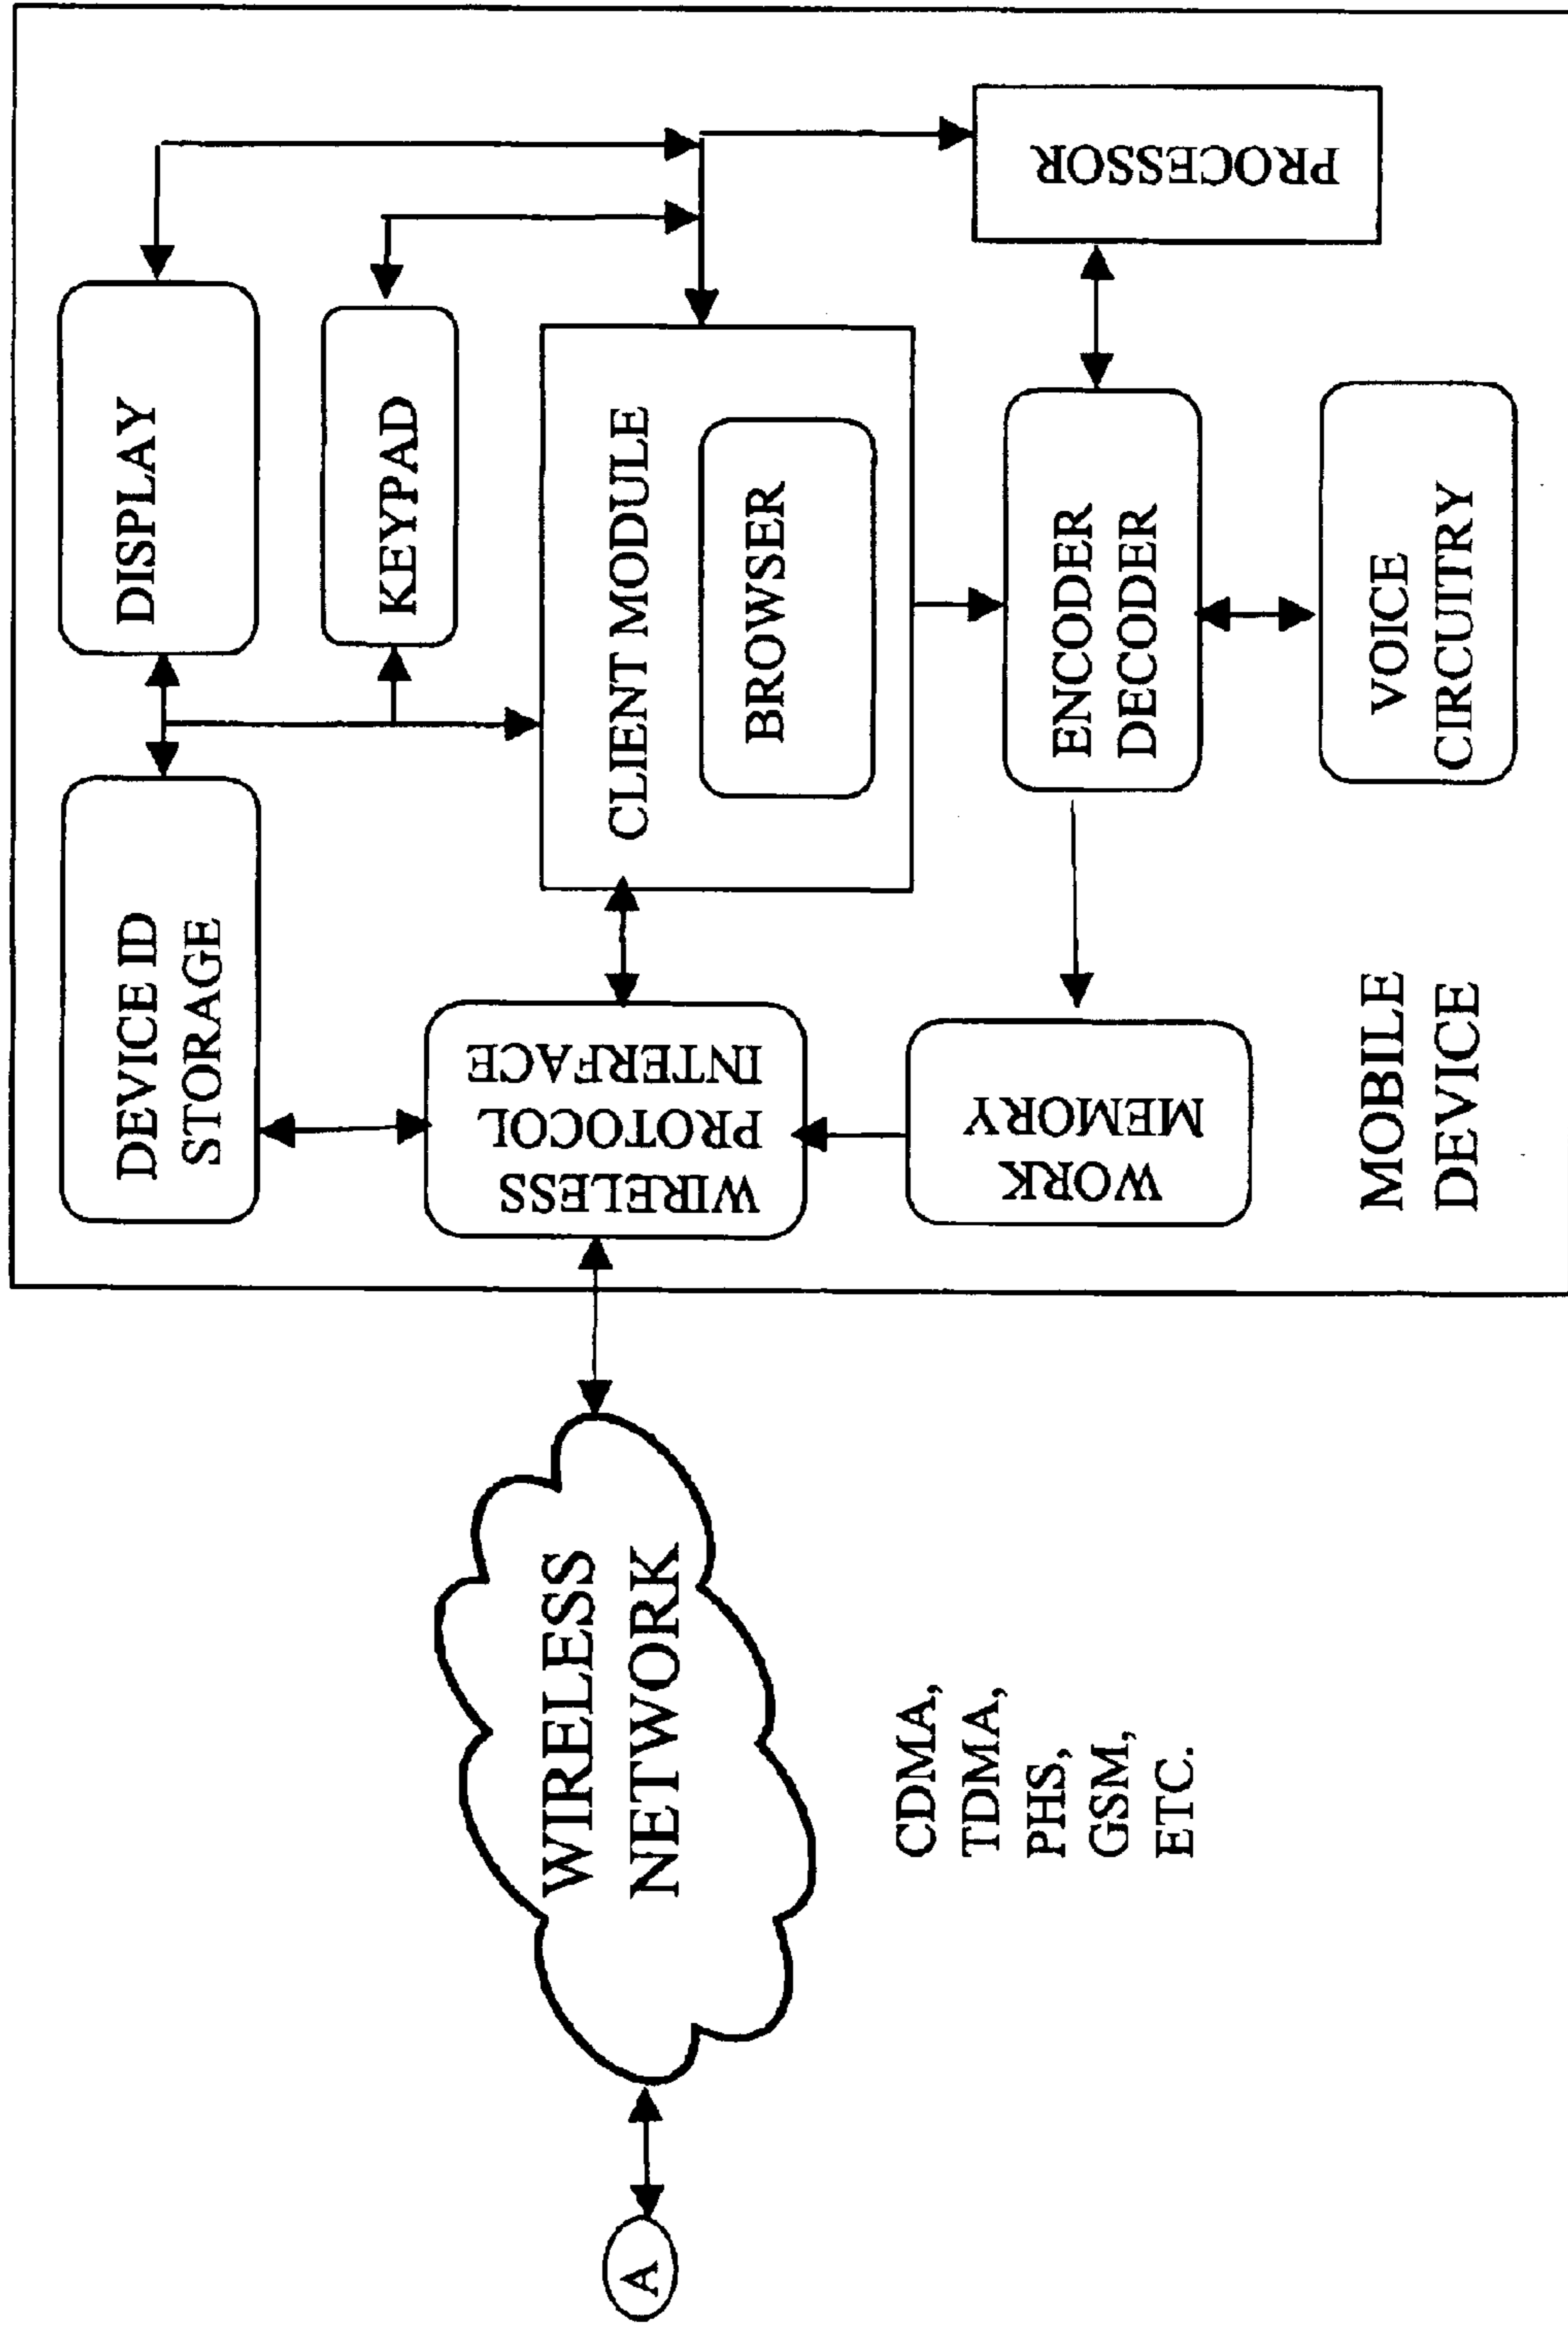 DEVICE ID
STORAGE
DISPLAY
KEYPAD
WIRELESS
PROTOCOL
INTERFACE
CLIENT MODULE
BROWSER
WORK
MEMORY
ENCODER
DECODER
PROCESSOR
VOICE
CIRCUITRY
MOBILE
DEVICE
WIRELESS
NETWORK
CDMA,
TDMA,
PHS,
GSM,
ETC.
A